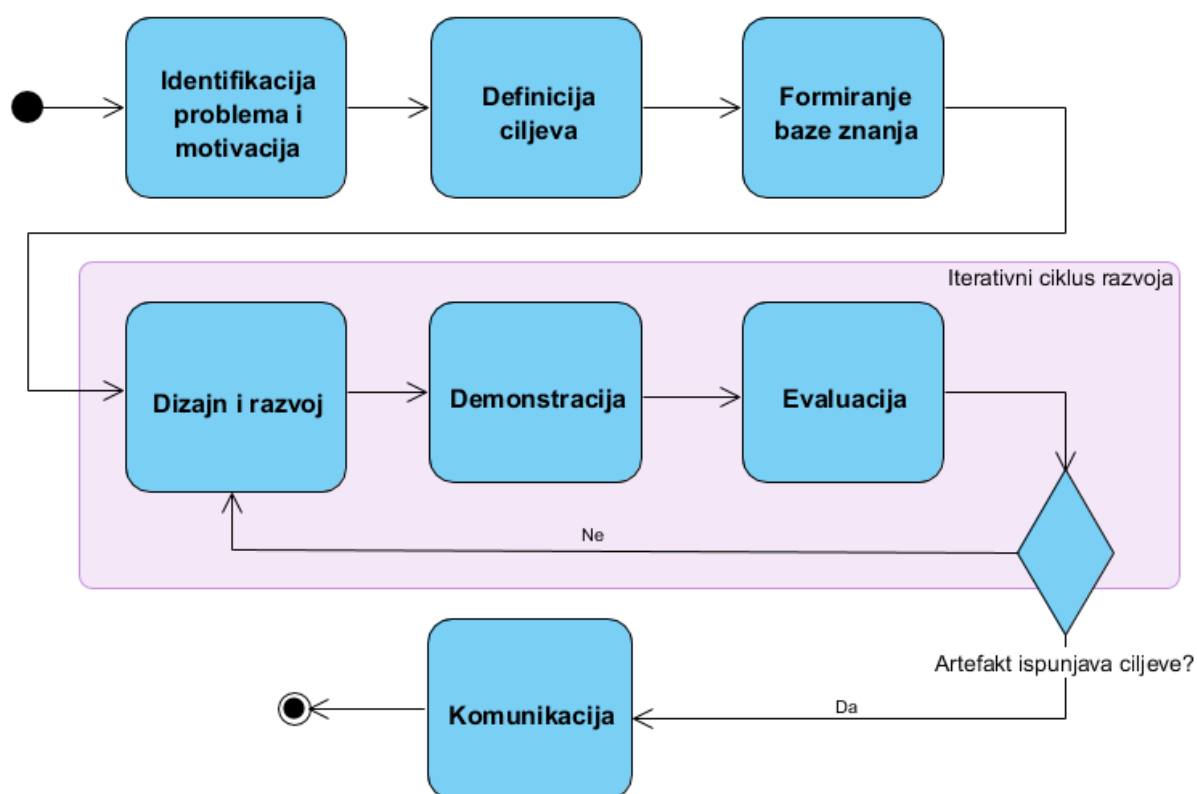 Identifikacija
problema i
motivacija
Definicija
ciljeva
Formiranje
baze znanja
Iterativni ciklus razvoja
Dizajn i razvoj
Demonstracija
Evaluacija
Ne
Artefakt ispunjava ciljeve?
Da
Komunikacija